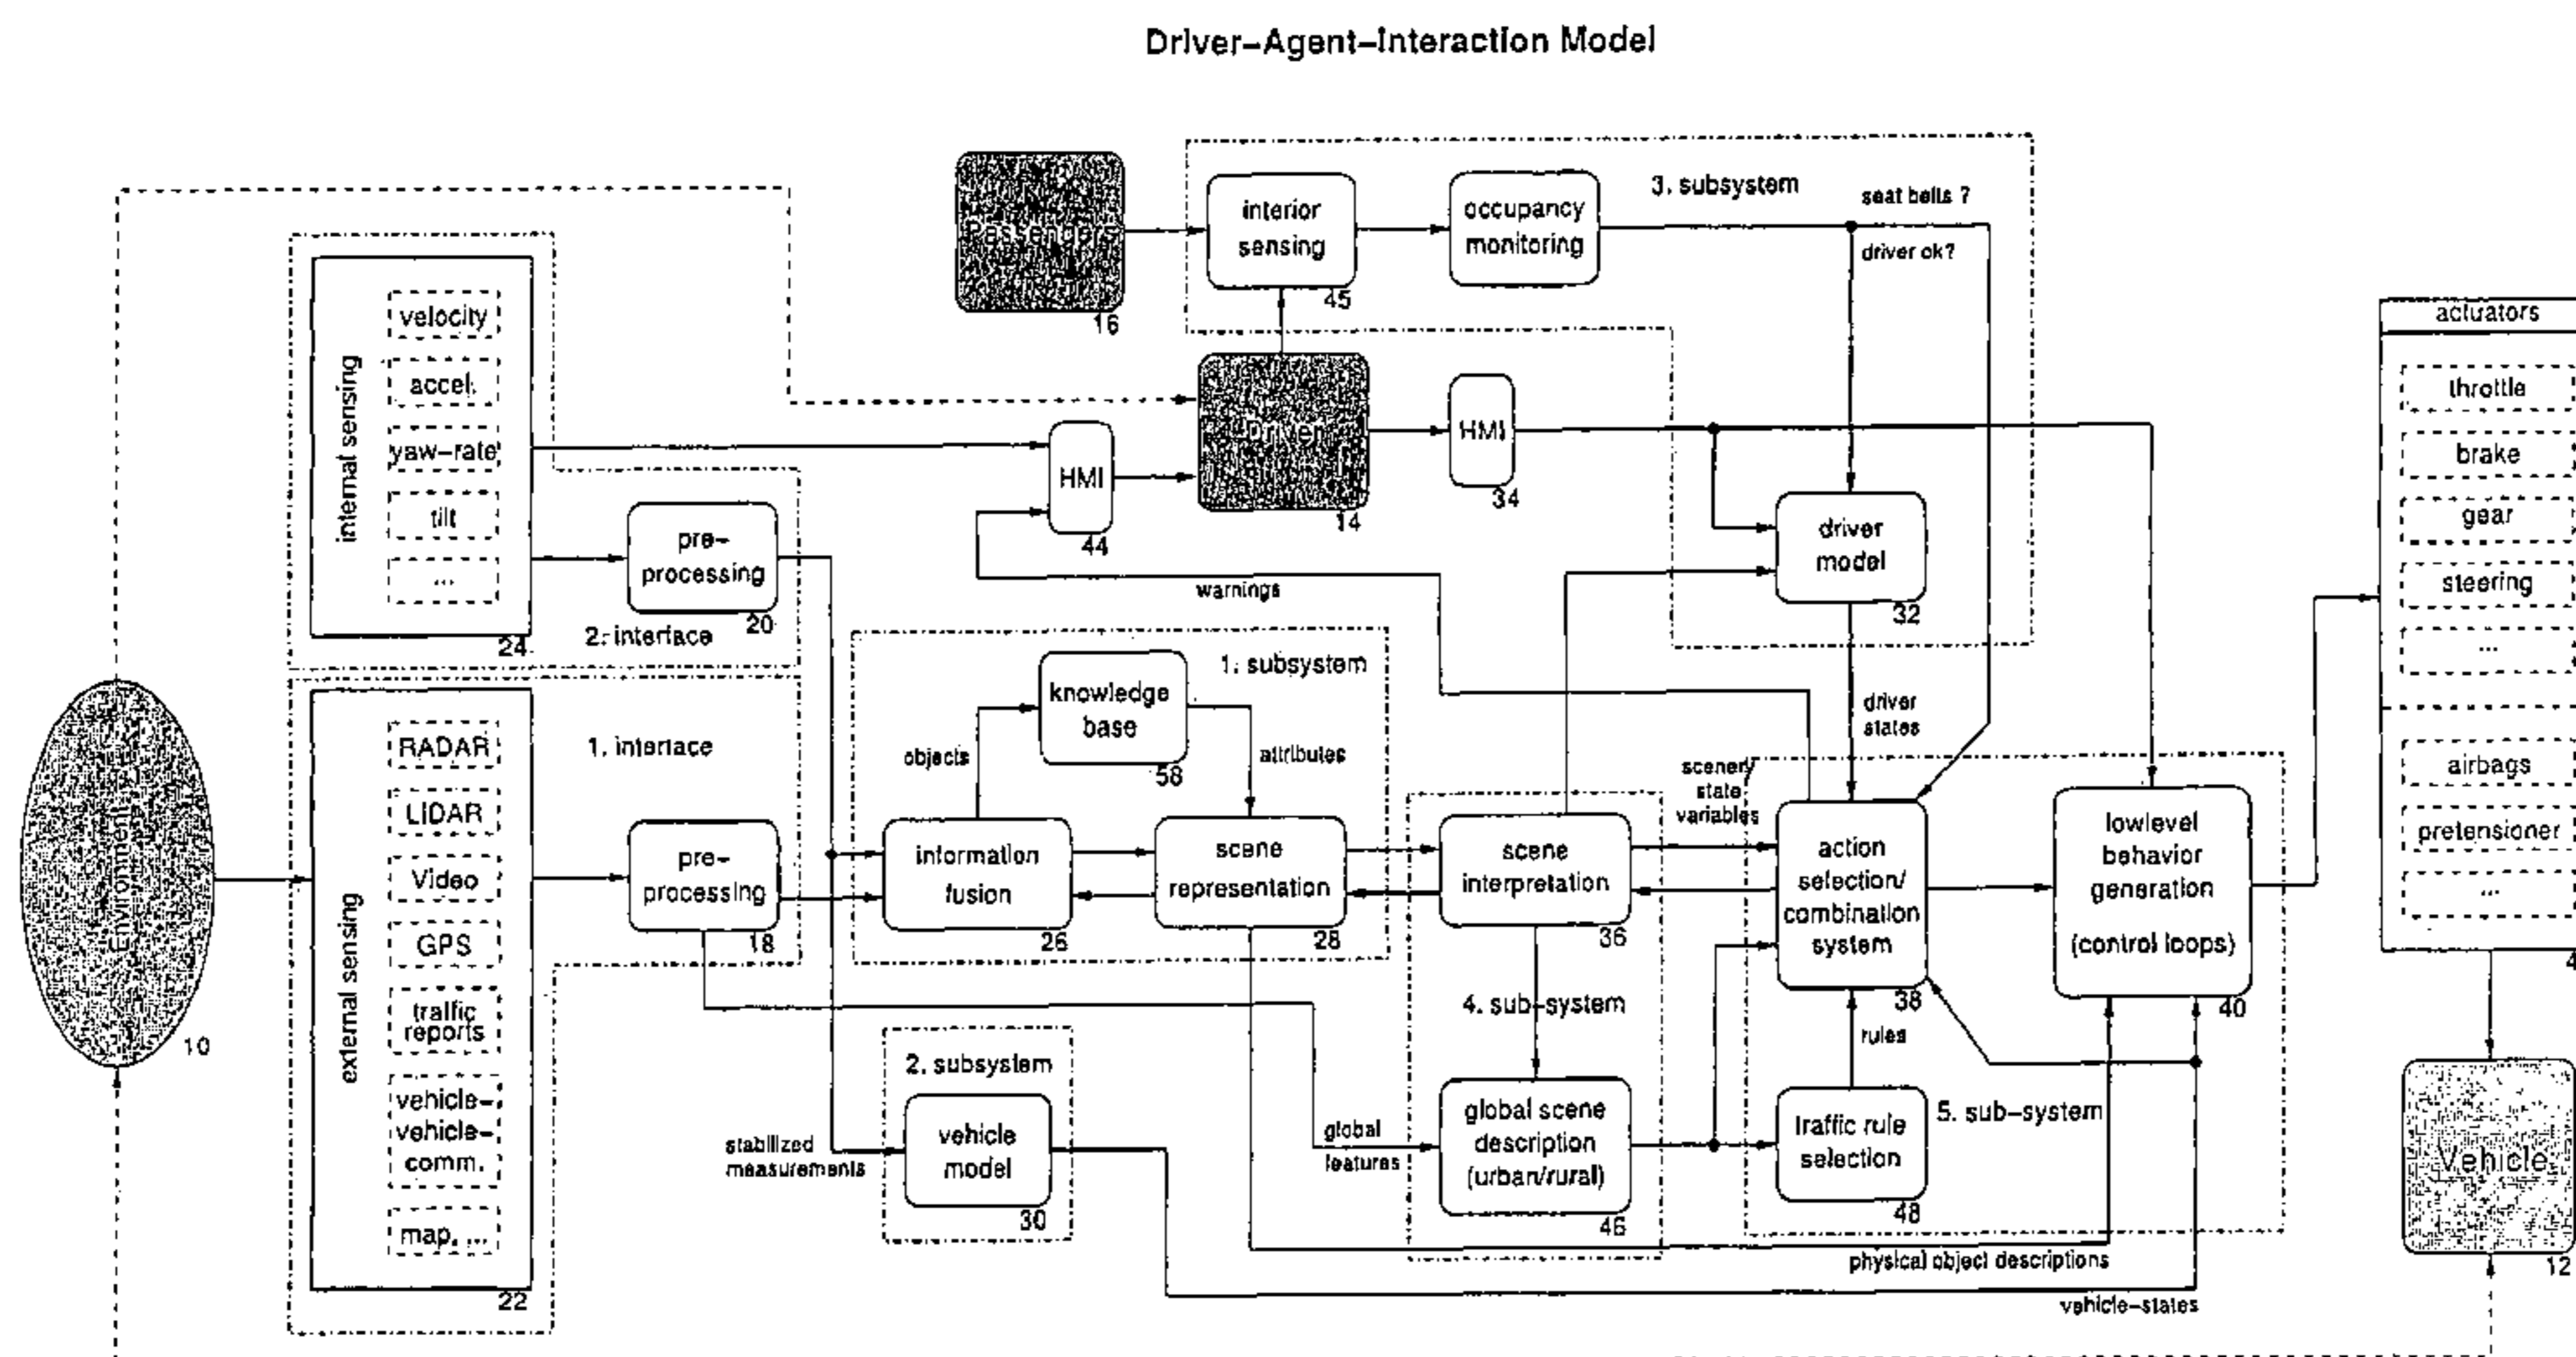 Driver-Agent-Interaction Model
Passengers
16
interior
sensing
45
occupancy
monitoring
3. subsystem
seat belts ?
driver ok?
internal sensing
velocity
accel.
yaw-rate
tilt
...
24
pre-
processing
20
2. interface
HMI
44
Driver
14
HMI
34
driver
model
32
warnings
driver
states
actuators
throttle
brake
gear
steering
...
airbags
pretensioner
...
4
Environment
10
external sensing
RADAR
LIDAR
Video
GPS
traffic
reports
vehicle-
vehicle-
comm.
map, ...
22
1. interface
pre-
processing
18
1. subsystem
knowledge
base
58
objects
attributes
information
fusion
26
scene
representation
28
scene
interpretation
36
scenery
state
variables
action
selection/
combination
system
38
lowlevel
behavior
generation
(control loops)
40
4. sub-system
rules
2. subsystem
vehicle
model
30
stabilized
measurements
global
features
global scene
description
(urban/rural)
46
traffic rule
selection
48
5. sub-system
physical object descriptions
vehicle-states
Vehicle
12